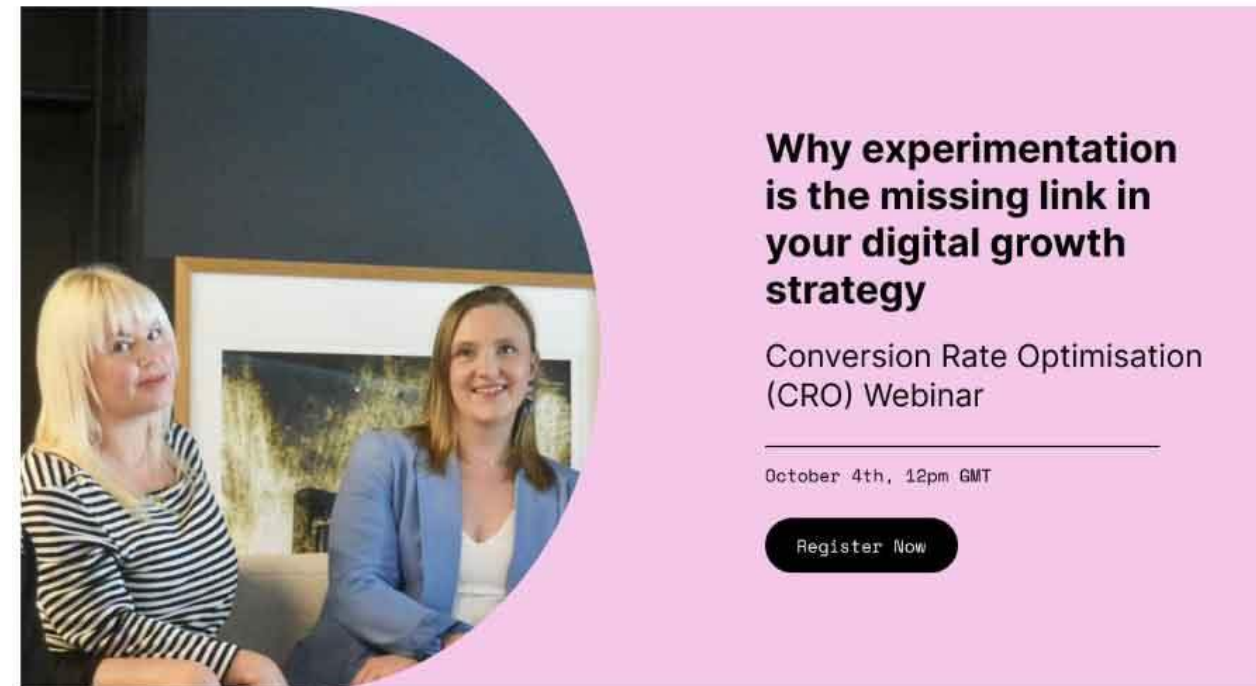 Why experimentation
is the missing link in
your digital growth
strategy
Conversion Rate Optimisation
(CRO) Webinar
October 4th, 12pm GMT
Register Now